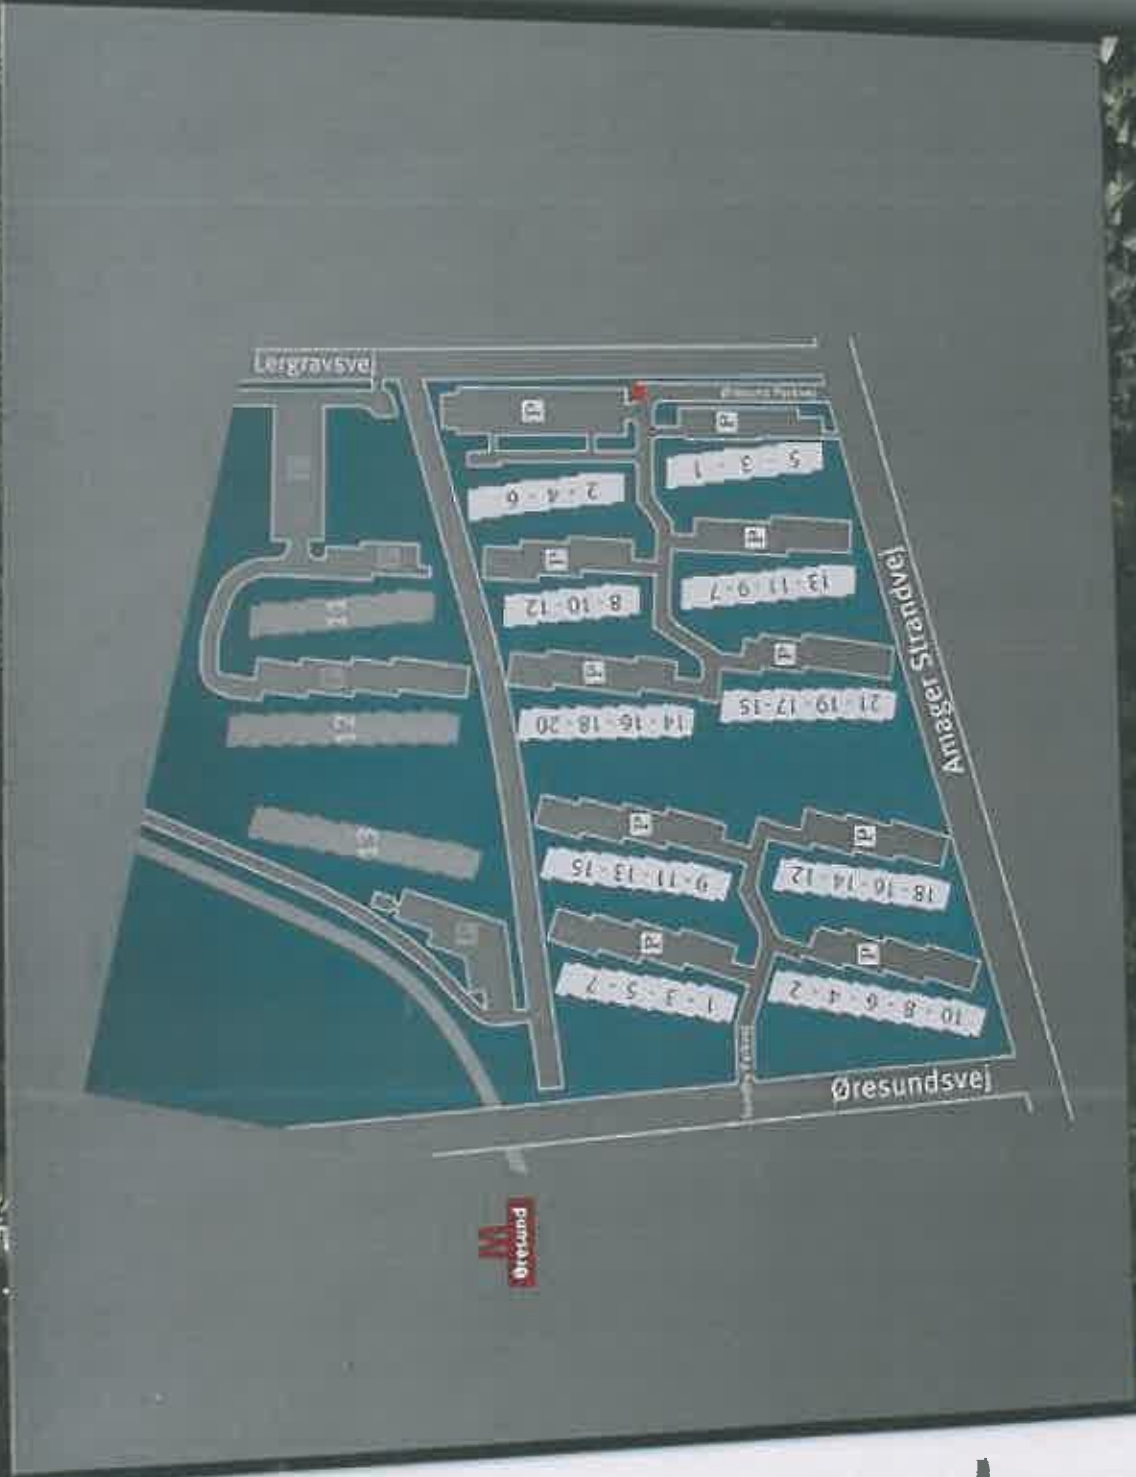 Lergravsvej
Øresund Parkvej
P
P
5 - 3 - 1
2 - 4 - 6
P
P
13 - 11 - 9 - 7
8 - 10 - 12
P
P
21 - 19 - 17 - 15
14 - 16 - 18 - 20
Amager Strandvej
P
P
9 - 11 - 13 - 15
18 - 16 - 14 - 12
P
P
1 - 3 - 5 - 7
10 - 8 - 6 - 4 - 2
Øresundsvej
M
Øresund